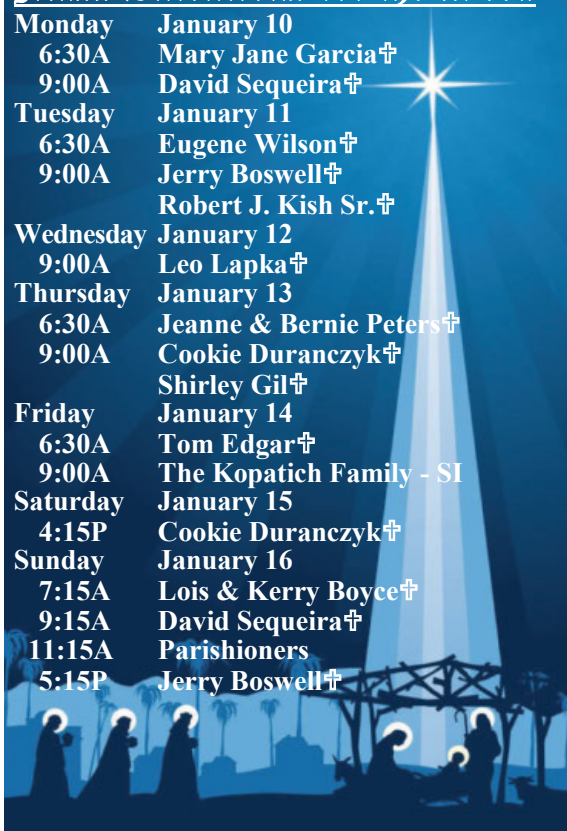 Monday January 10
6:30A Mary Jane Garcia✞
9:00A David Sequeira✞
Tuesday January 11
6:30A Eugene Wilson✞
9:00A Jerry Boswell✞
Robert J. Kish Sr.✞
Wednesday January 12
9:00A Leo Lapka✞
Thursday January 13
6:30A Jeanne & Bernie Peters✞
9:00A Cookie Duranczyk✞
Shirley Gil✞
Friday January 14
6:30A Tom Edgar✞
9:00A The Kopatich Family - SI
Saturday January 15
4:15P Cookie Duranczyk✞
Sunday January 16
7:15A Lois & Kerry Boyce✞
9:15A David Sequeira✞
11:15A Parishioners
5:15P Jerry Boswell✞